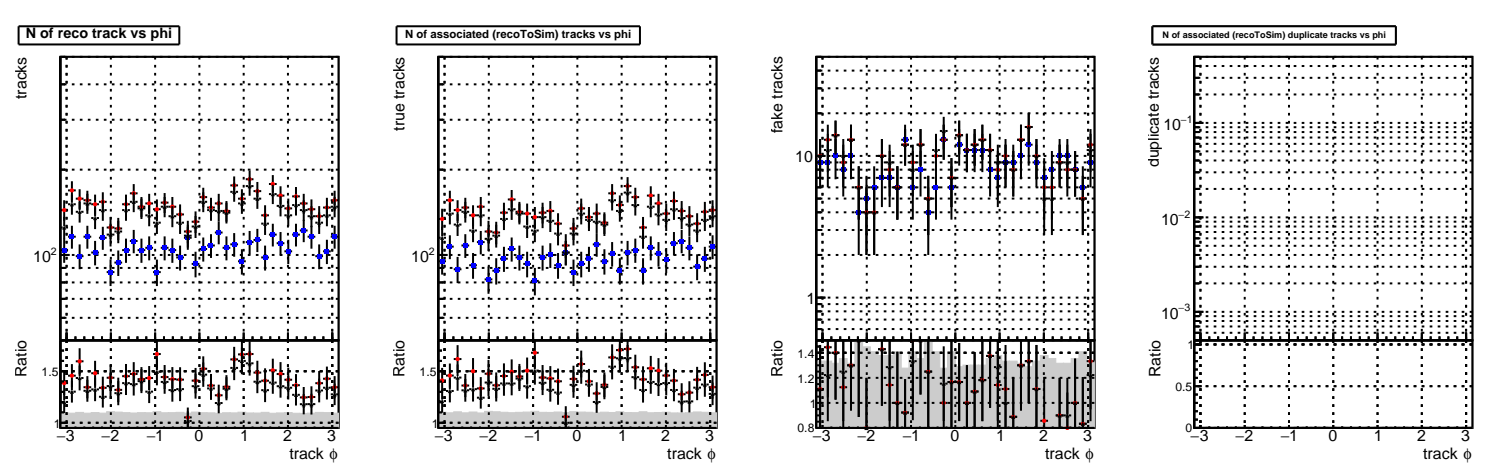 N of reco track vs phi
tracks
10²
Ratio
1.5
1
−3 −2 −1 0 1 2 3
track ϕ
N of associated (recoToSim) tracks vs phi
true tracks
10²
Ratio
1.5
1
−3 −2 −1 0 1 2 3
track ϕ
fake tracks
10
1
Ratio
1.4
1.2
1
0.8
−3 −2 −1 0 1 2 3
track ϕ
N of associated (recoToSim) duplicate tracks vs phi
duplicate tracks
10⁻¹
10⁻²
10⁻³
Ratio
1
0.5
0
−3 −2 −1 0 1 2 3
track ϕ